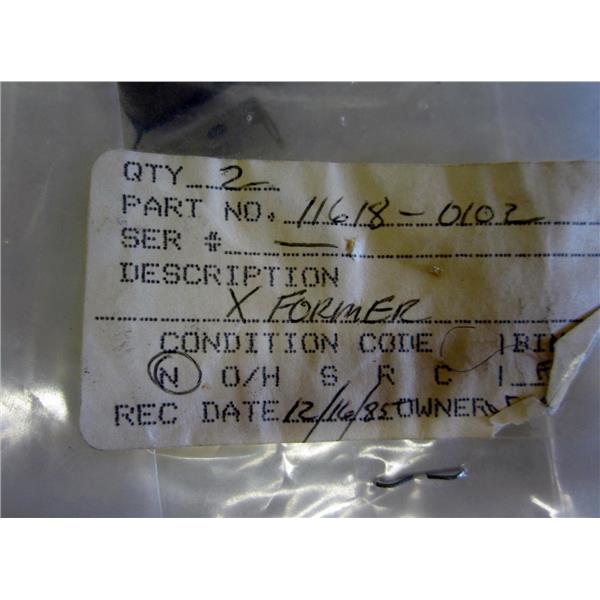 QTY 2
PART NO. 11618-0102
SER # —
DESCRIPTION
X FORMER
CONDITION CODE
N O/H S R C
REC DATE 12/16/85 OWNER